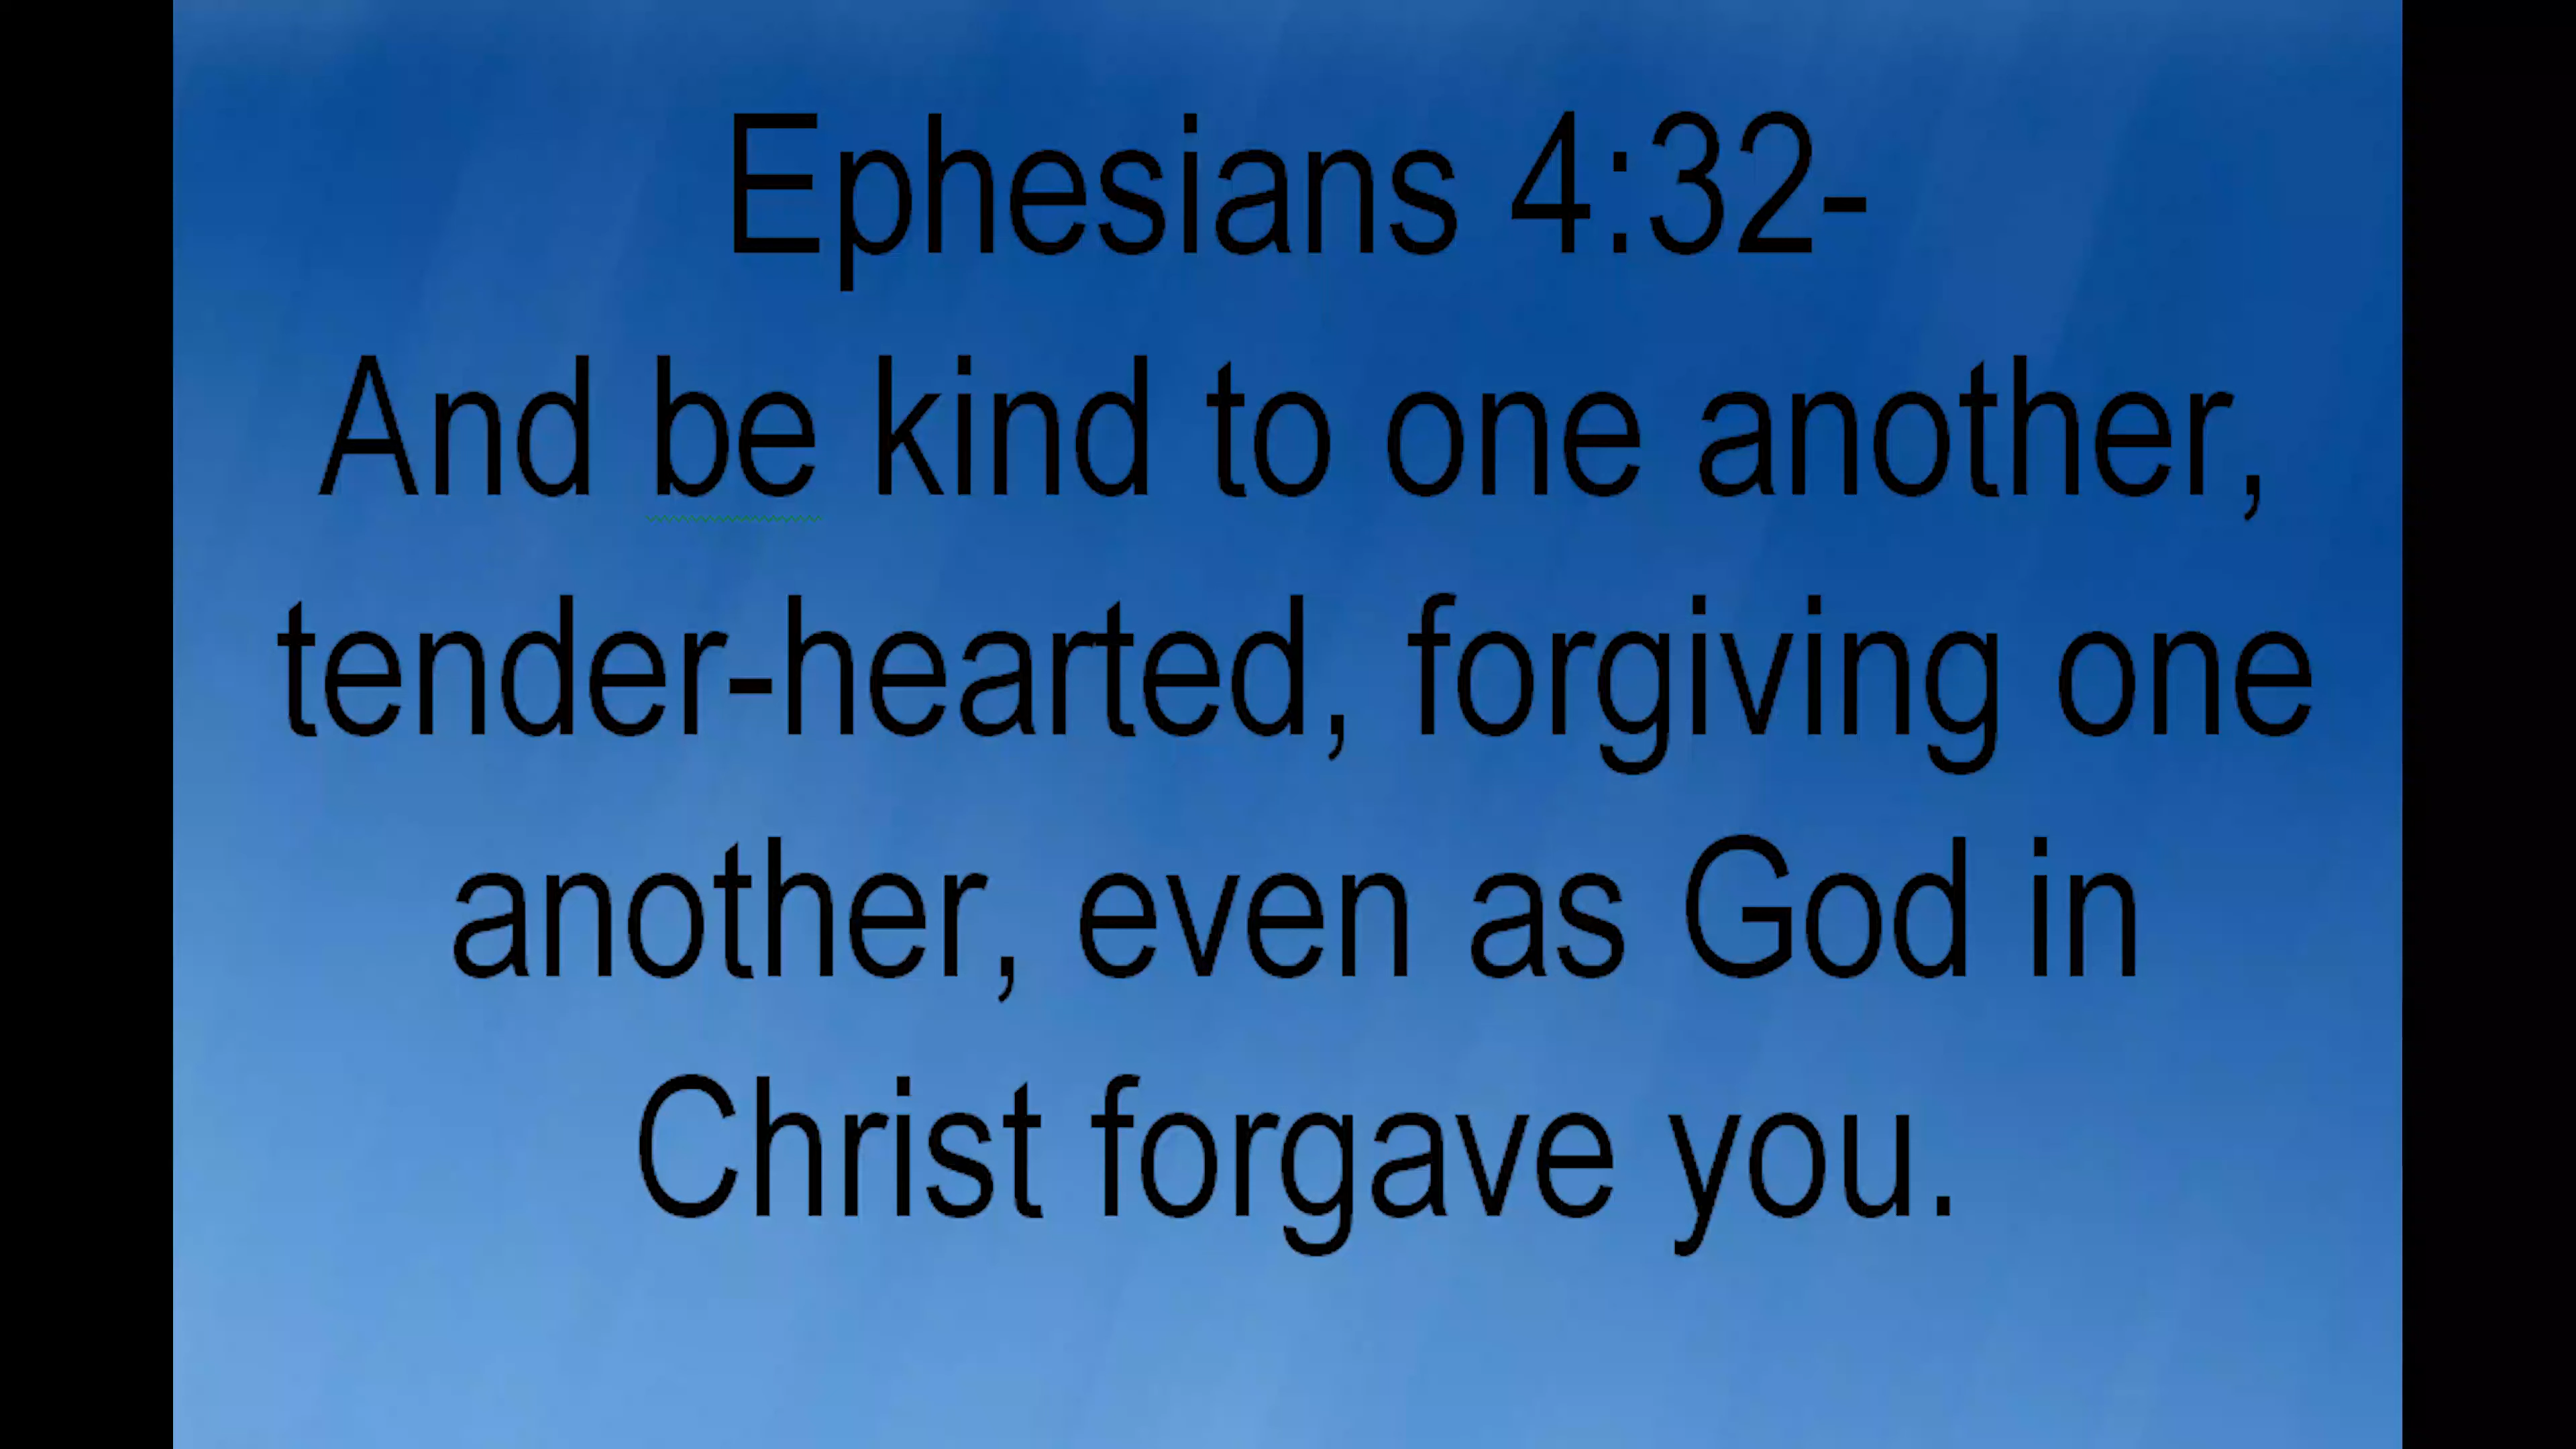 Ephesians 4:32-
And be kind to one another,
tender-hearted, forgiving one
another, even as God in
Christ forgave you.